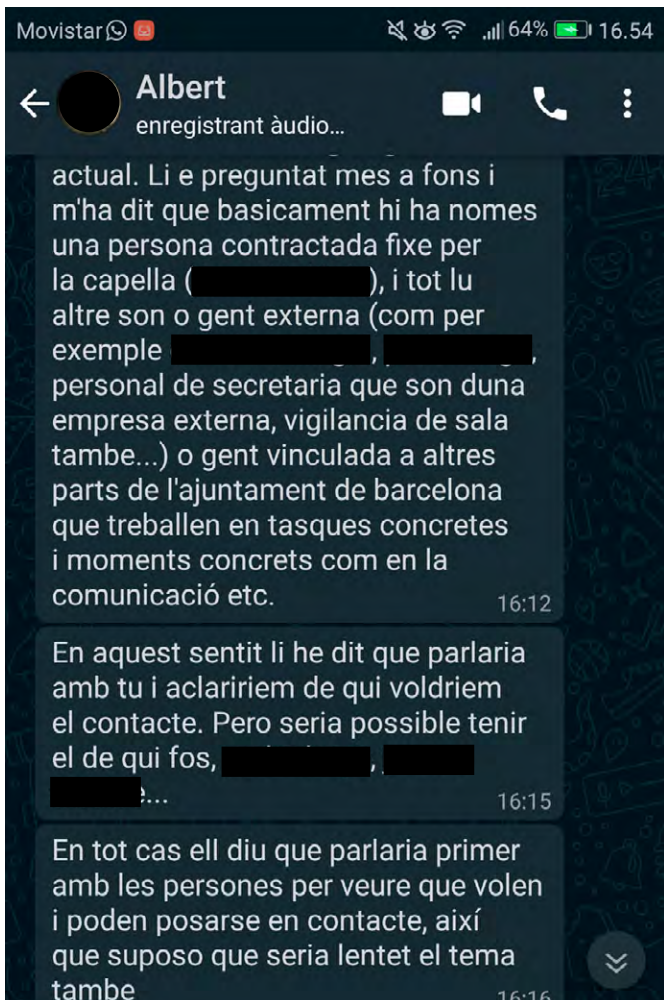 Movistar 64% 16.54
Albert
enregistrant àudio...
actual. Li e preguntat mes a fons i
m'ha dit que basicament hi ha nomes
una persona contractada fixe per
la capella ( ), i tot lu
altre son o gent externa (com per
exemple , ,
personal de secretaria que son duna
empresa externa, vigilancia de sala
tambe...) o gent vinculada a altres
parts de l'ajuntament de barcelona
que treballen en tasques concretes
i moments concrets com en la
comunicació etc.
16:12
En aquest sentit li he dit que parlaria
amb tu i aclaririem de qui voldriem
el contacte. Pero seria possible tenir
el de qui fos, ,
...
16:15
En tot cas ell diu que parlaria primer
amb les persones per veure que volen
i poden posarse en contacte, així
que suposo que seria lentet el tema
tambe
16:16